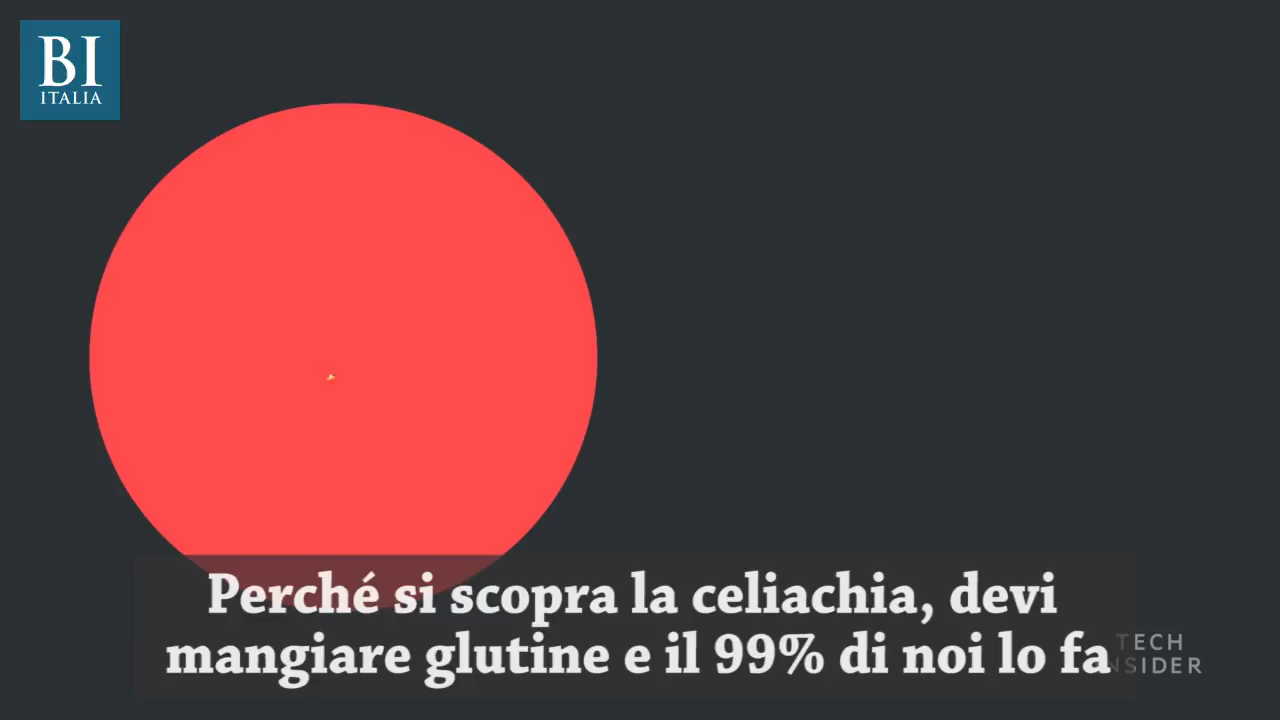 BI
ITALIA
Perché si scopra la celiachia, devi
mangiare glutine e il 99% di noi lo fa
TECH
INSIDER